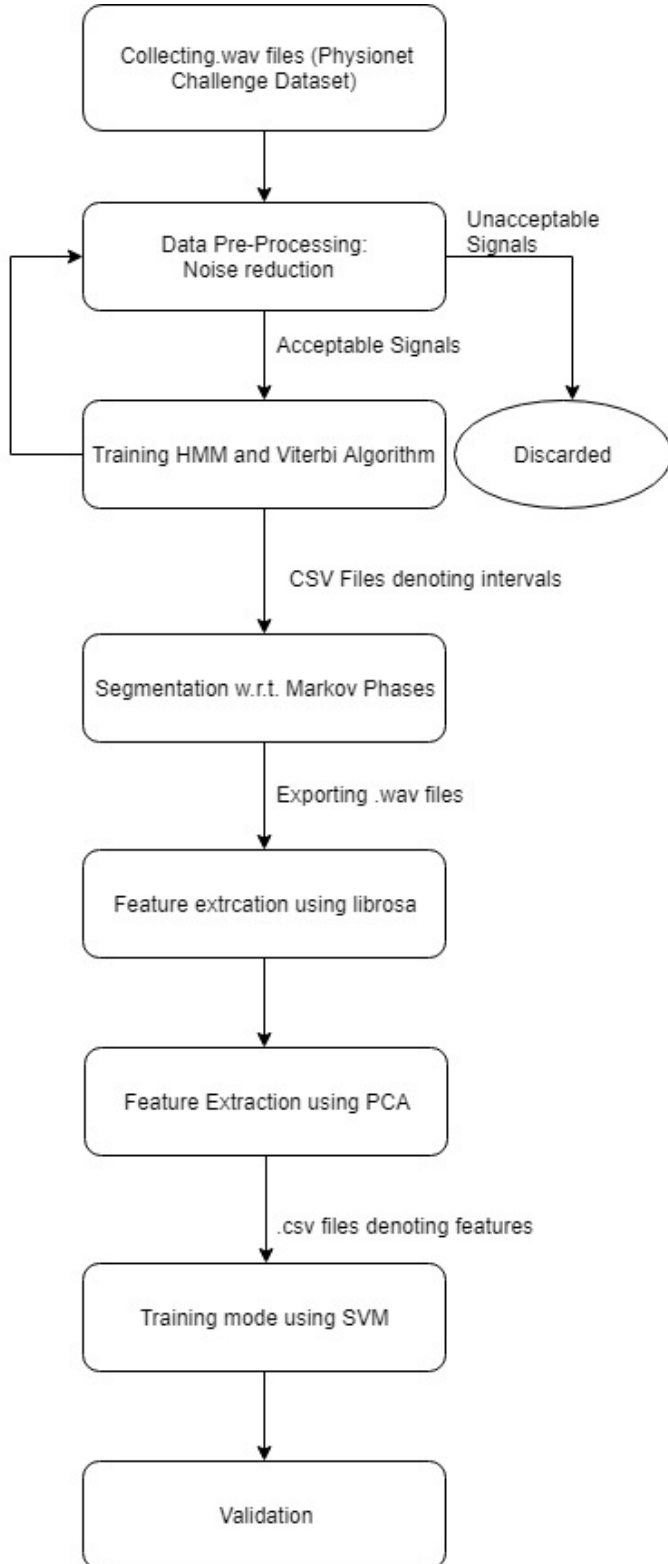 Collecting.wav files (Physionet
Challenge Dataset)
Unacceptable
Signals
Data Pre-Processing:
Noise reduction
Acceptable Signals
Training HMM and Viterbi Algorithm
Discarded
CSV Files denoting intervals
Segmentation w.r.t. Markov Phases
Exporting .wav files
Feature extrcation using librosa
Feature Extraction using PCA
.csv files denoting features
Training mode using SVM
Validation